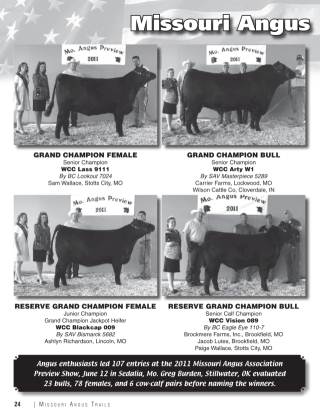 Missouri Angus
Mo. Angus Preview
2011
Mo. Angus Preview
2011
GRAND CHAMPION FEMALE
Senior Champion
WCC Lass 9111
By BC Lookout 7024
Sam Wallace, Stotts City, MO
GRAND CHAMPION BULL
Senior Champion
WCC Arty W1
By SAV Masterpiece 5289
Carrier Farms, Lockwood, MO
Wilson Cattle Co. Cloverdale, IN
Mo. Angus Preview
2011
Mo. Angus Preview
2011
RESERVE GRAND CHAMPION FEMALE
Junior Champion
Grand Champion Jackpot Heifer
WCC Blackcap 009
By SAV Bismarck 5682
Ashlyn Richardson, Lincoln, MO
RESERVE GRAND CHAMPION BULL
Senior Calf Champion
WCC Vision 089
By BC Eagle Eye 110-7
Brockmere Farms, Inc., Brookfield, MO
Jacob Lutes, Brookfield, MO
Paige Wallace, Stotts City, MO
Angus enthusiasts led 107 entries at the 2011 Missouri Angus Association
Preview Show, June 12 in Sedalia, Mo. Greg Burden, Stillwater, OK evaluated
23 bulls, 78 females, and 6 cow-calf pairs before naming the winners.
24 | Missouri Angus Trails